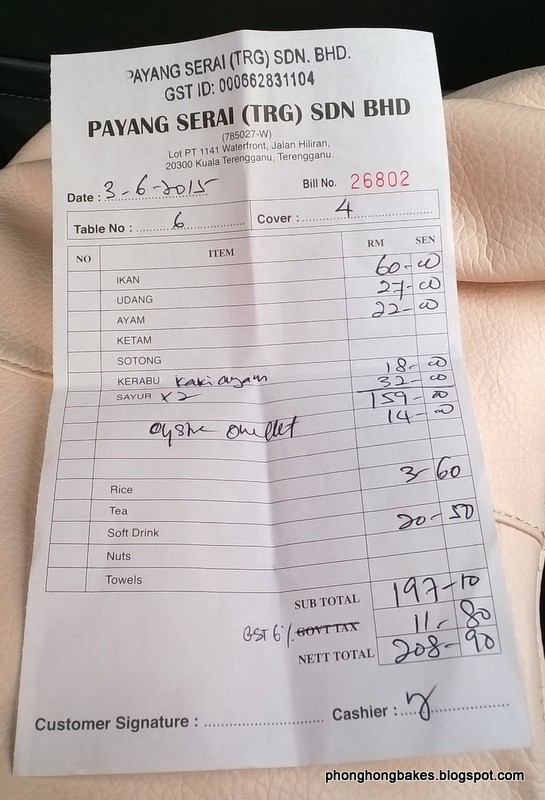 PAYANG SERAI (TRG) SDN. BHD.
GST ID: 000662831104
PAYANG SERAI (TRG) SDN BHD
(785027-W)
Lot PT 1141 Waterfront, Jalan Hiliran,
20300 Kuala Terengganu, Terengganu.
Date : 3-6-2015 Bill No. 26802
Table No : 6 Cover : 4
NO ITEM RM SEN
IKAN 60-00
UDANG 27-00
AYAM 22-00
KETAM
SOTONG
KERABU Kaki ayam 18-00
SAYUR X2 32-00
159-00
oyster omelet 14-00
Rice 3-60
Tea
Soft Drink 20-50
Nuts
Towels
SUB TOTAL 197-10
GST 6% GOVT TAX 11-80
NETT TOTAL 208-90
Customer Signature : Cashier :
phonghongbakes.blogspot.com